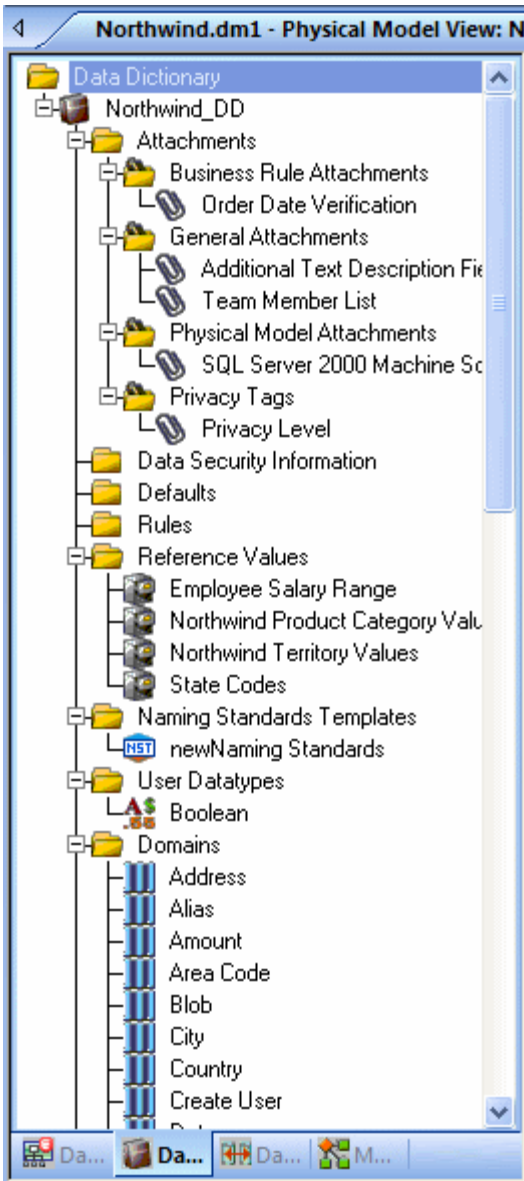 Northwind.dm1 - Physical Model View: N
Data Dictionary
Northwind_DD
Attachments
Business Rule Attachments
Order Date Verification
General Attachments
Additional Text Description Fie
Team Member List
Physical Model Attachments
SQL Server 2000 Machine Sc
Privacy Tags
Privacy Level
Data Security Information
Defaults
Rules
Reference Values
Employee Salary Range
Northwind Product Category Valu
Northwind Territory Values
State Codes
Naming Standards Templates
NST newNaming Standards
User Datatypes
Boolean
Domains
Address
Alias
Amount
Area Code
Blob
City
Country
Create User
Da... Da... Da... M...